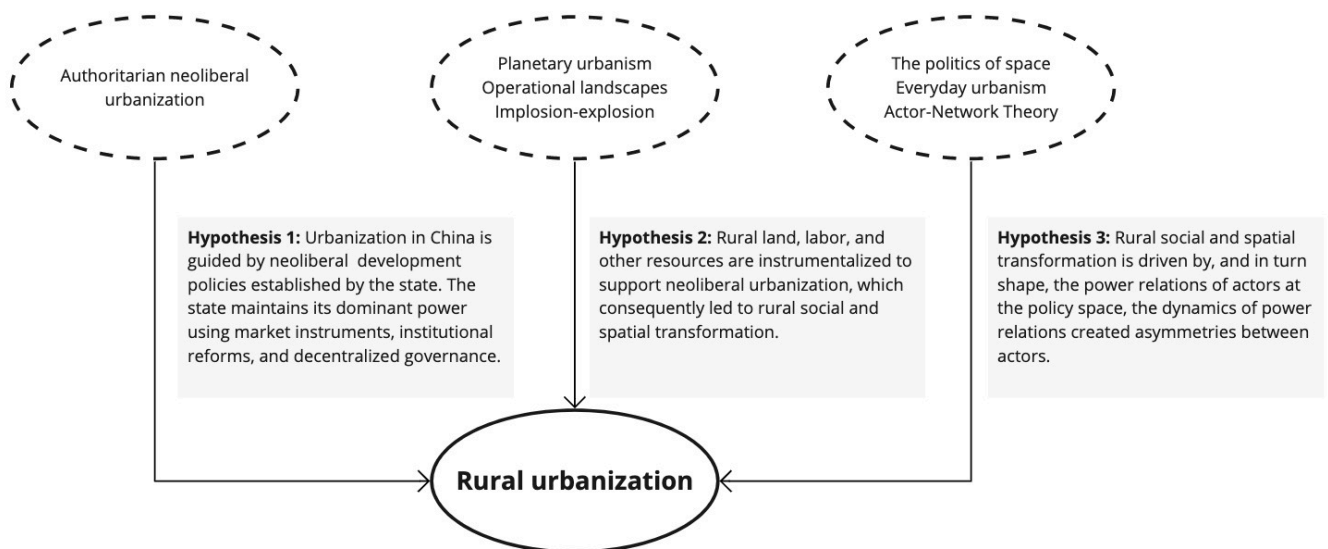 Authoritarian neoliberal
urbanization
Planetary urbanism
Operational landscapes
Implosion-explosion
The politics of space
Everyday urbanism
Actor-Network Theory
Hypothesis 1: Urbanization in China is
guided by neoliberal development
policies established by the state. The
state maintains its dominant power
using market instruments, institutional
reforms, and decentralized governance.
Hypothesis 2: Rural land, labor, and
other resources are instrumentalized to
support neoliberal urbanization, which
consequently led to rural social and
spatial transformation.
Hypothesis 3: Rural social and spatial
transformation is driven by, and in turn
shape, the power relations of actors at
the policy space, the dynamics of power
relations created asymmetries between
actors.
Rural urbanization